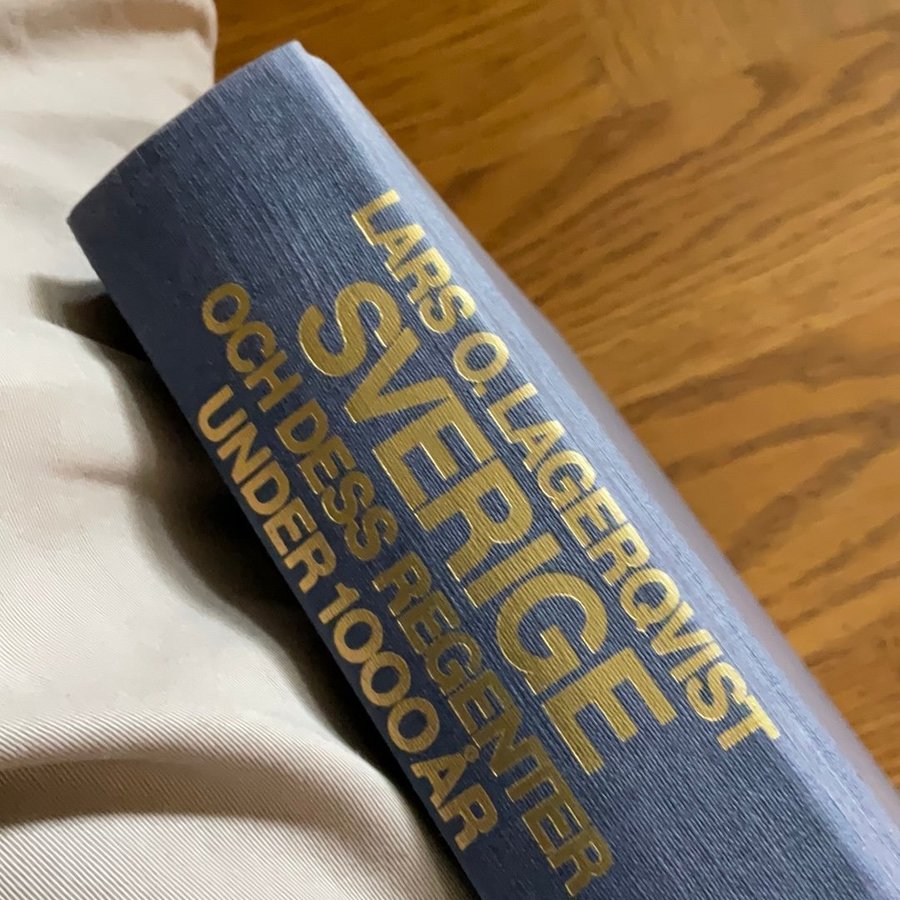 LARS O. LAGERQVIST
SVERIGE
OCH DESS REGENTER
UNDER 1000 ÅR